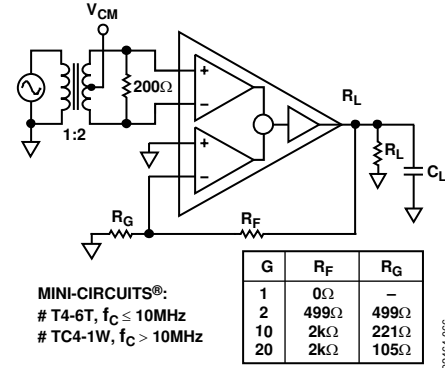 V_CM
200Ω
1:2
+
−
+
−
R_L
R_L
C_L
R_G
R_F
MINI-CIRCUITS®:
# T4-6T, f_C ≤ 10MHz
# TC4-1W, f_C > 10MHz
G R_F R_G
1 0Ω –
2 499Ω 499Ω
10 2kΩ 221Ω
20 2kΩ 105Ω